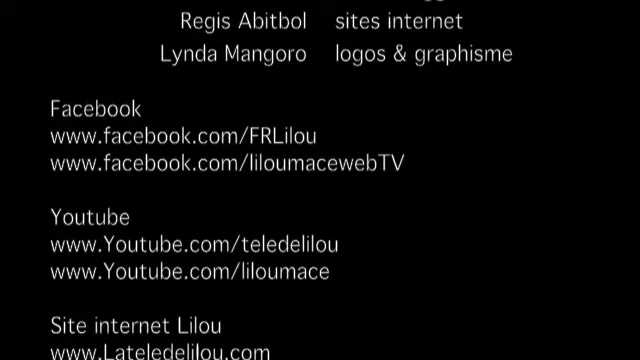 Regis Abitbol sites internet
Lynda Mangoro logos & graphisme
Facebook
www.facebook.com/FRLilou
www.facebook.com/liloumacewebTV
Youtube
www.Youtube.com/teledelilou
www.Youtube.com/liloumace
Site internet Lilou
www.Lateledelilou.com